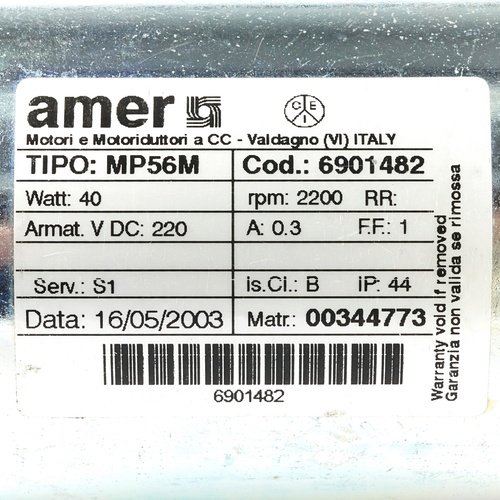 amer
CEI
Motori e Motoriduttori a CC - Valdagno (VI) ITALY
TIPO: MP56M Cod.: 6901482
Watt: 40 rpm: 2200 RR:
Armat. V DC: 220 A: 0.3 F.F.: 1
Serv.: S1 is.Cl.: B iP: 44
Data: 16/05/2003 Matr.: 00344773
6901482
Warranty void if removed
Garanzia non valida se rimossa